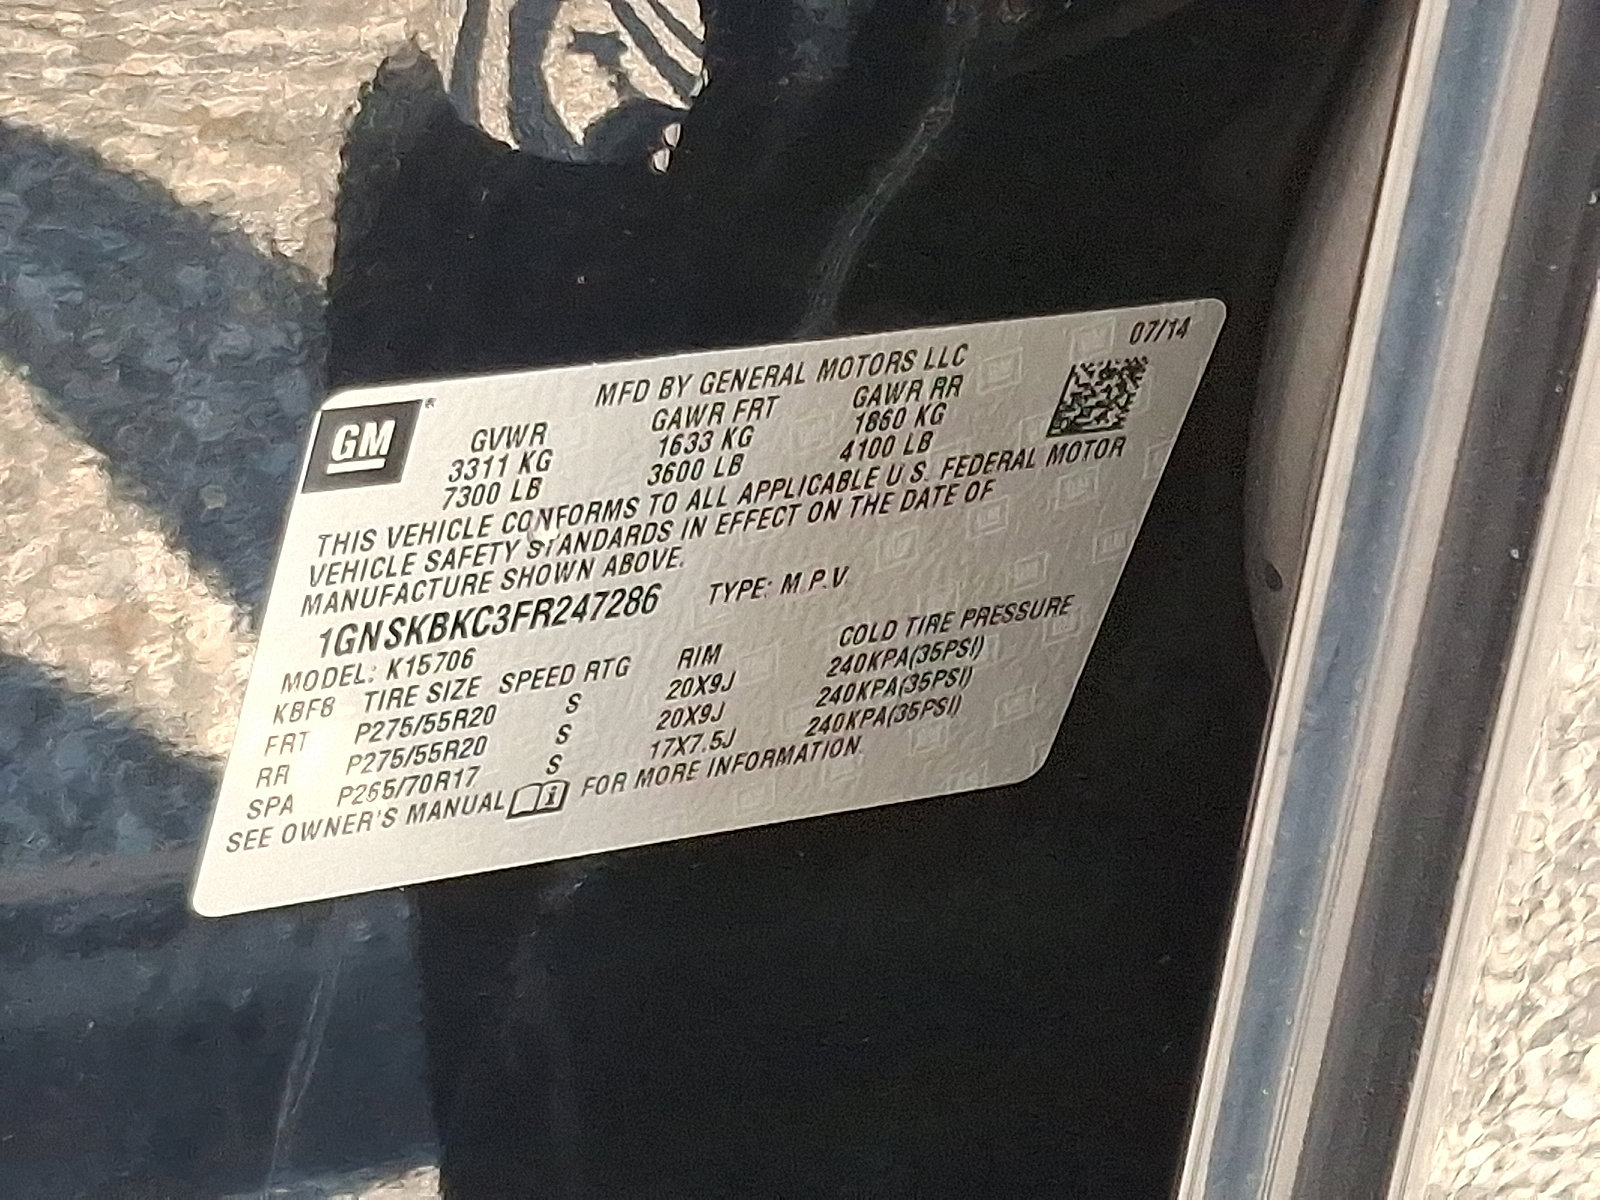 07/14
MFD BY GENERAL MOTORS LLC
GM
GVWR GAWR FRT GAWR RR
3311 KG 1633 KG 1860 KG
7300 LB 3600 LB 4100 LB
THIS VEHICLE CONFORMS TO ALL APPLICABLE U.S. FEDERAL MOTOR
VEHICLE SAFETY STANDARDS IN EFFECT ON THE DATE OF
MANUFACTURE SHOWN ABOVE.
1GNSKBKC3FR247286 TYPE: M.P.V.
MODEL: K15706
KBF8 TIRE SIZE SPEED RTG RIM COLD TIRE PRESSURE
FRT P275/55R20 S 20X9J 240KPA(35PSI)
RR P275/55R20 S 20X9J 240KPA(35PSI)
SPA P265/70R17 S 17X7.5J 240KPA(35PSI)
SEE OWNER'S MANUAL i FOR MORE INFORMATION